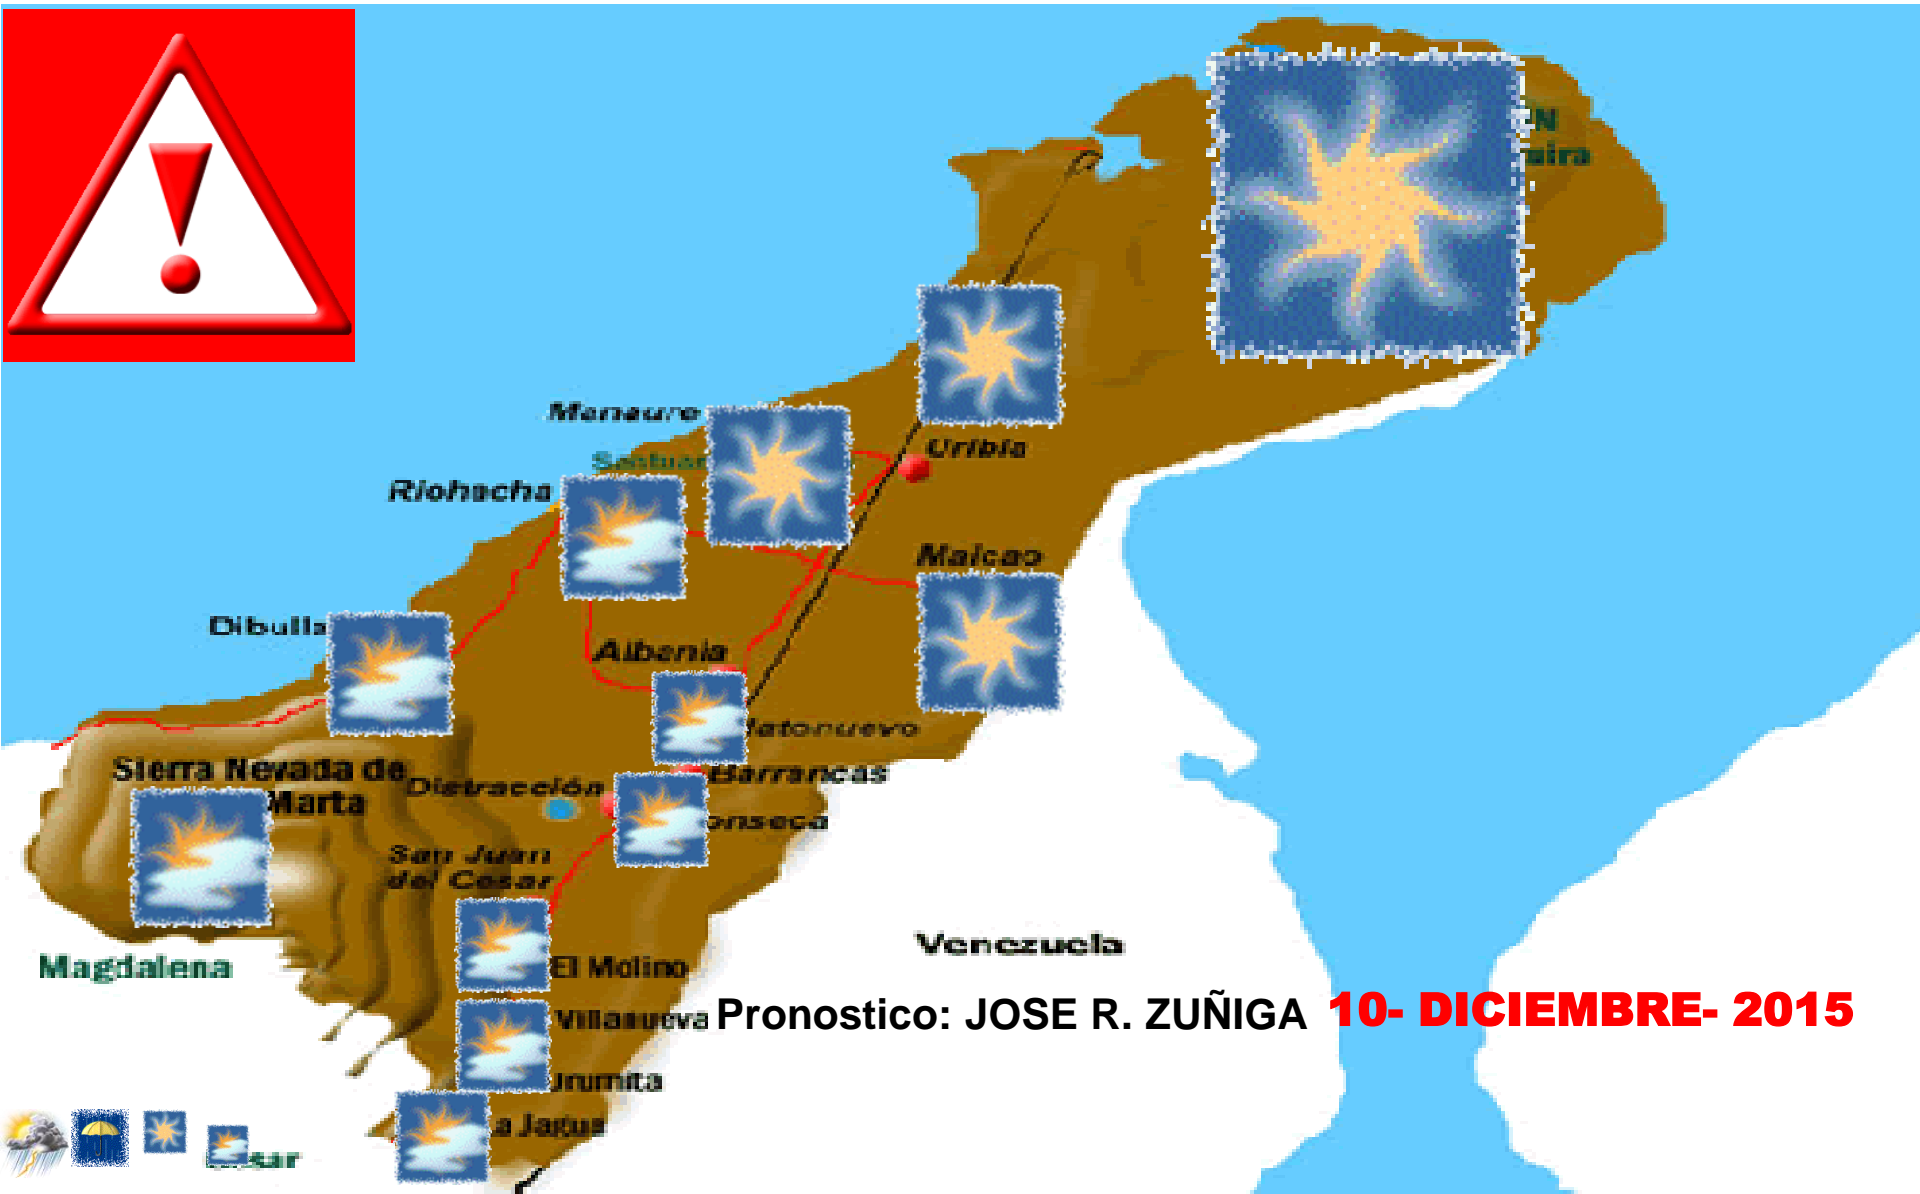 Manaure
Uribia
Riohacha
Maicao
Dibulla
Albania
Sierra Nevada de
Marta
Distracción
Barrancas
San Juan
del Cesar
Venezuela
Magdalena
El Molino
Villanueva
Pronostico: JOSE R. ZUÑIGA 10- DICIEMBRE- 2015